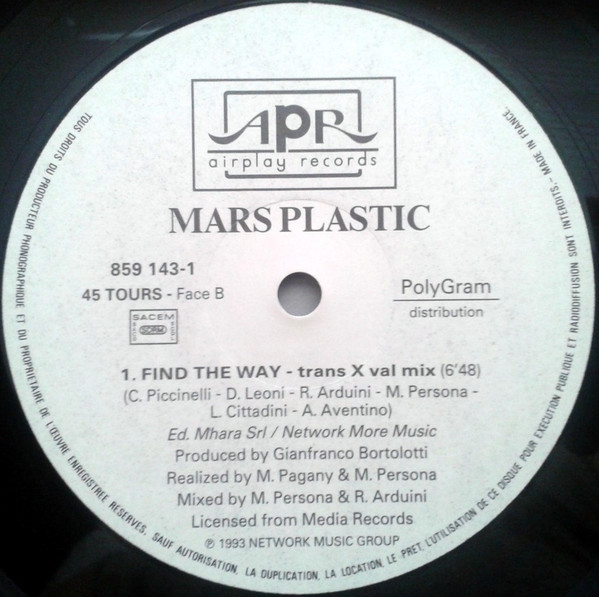 APR
airplay records
MARS PLASTIC
859 143-1
45 TOURS - Face B
PolyGram
distribution
SACEM
SDRM
1. FIND THE WAY - trans X val mix (6'48)
(C. Piccinelli - D. Leoni - R. Arduini - M. Persona -
L. Cittadini - A. Aventino)
Ed. Mhara Srl / Network More Music
Produced by Gianfranco Bortolotti
Realized by M. Pagany & M. Persona
Mixed by M. Persona & R. Arduini
Licensed from Media Records
℗ 1993 NETWORK MUSIC GROUP
TOUS DROITS DU PRODUCTEUR PHONOGRAPHIQUE ET DU PROPRIETAIRE DE L'ŒUVRE ENREGISTREE RESERVES. SAUF AUTORISATION, LA DUPLICATION, LA LOCATION, LE PRET, L'UTILISATION DE CE DISQUE POUR EXECUTION PUBLIQUE ET RADIODIFFUSION SONT INTERDITS. - MADE IN FRANCE.